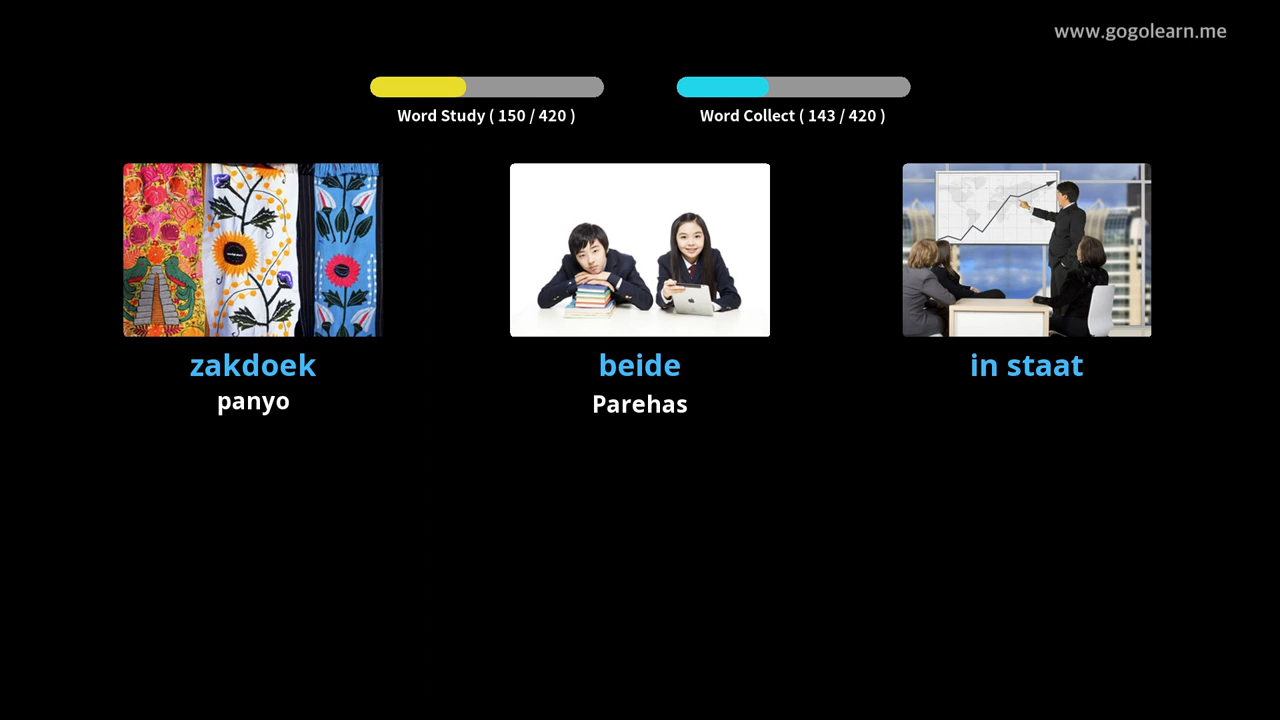 www.gogolearn.me
Word Study ( 150 / 420 )
Word Collect ( 143 / 420 )
zakdoek
beide
in staat
panyo
Parehas